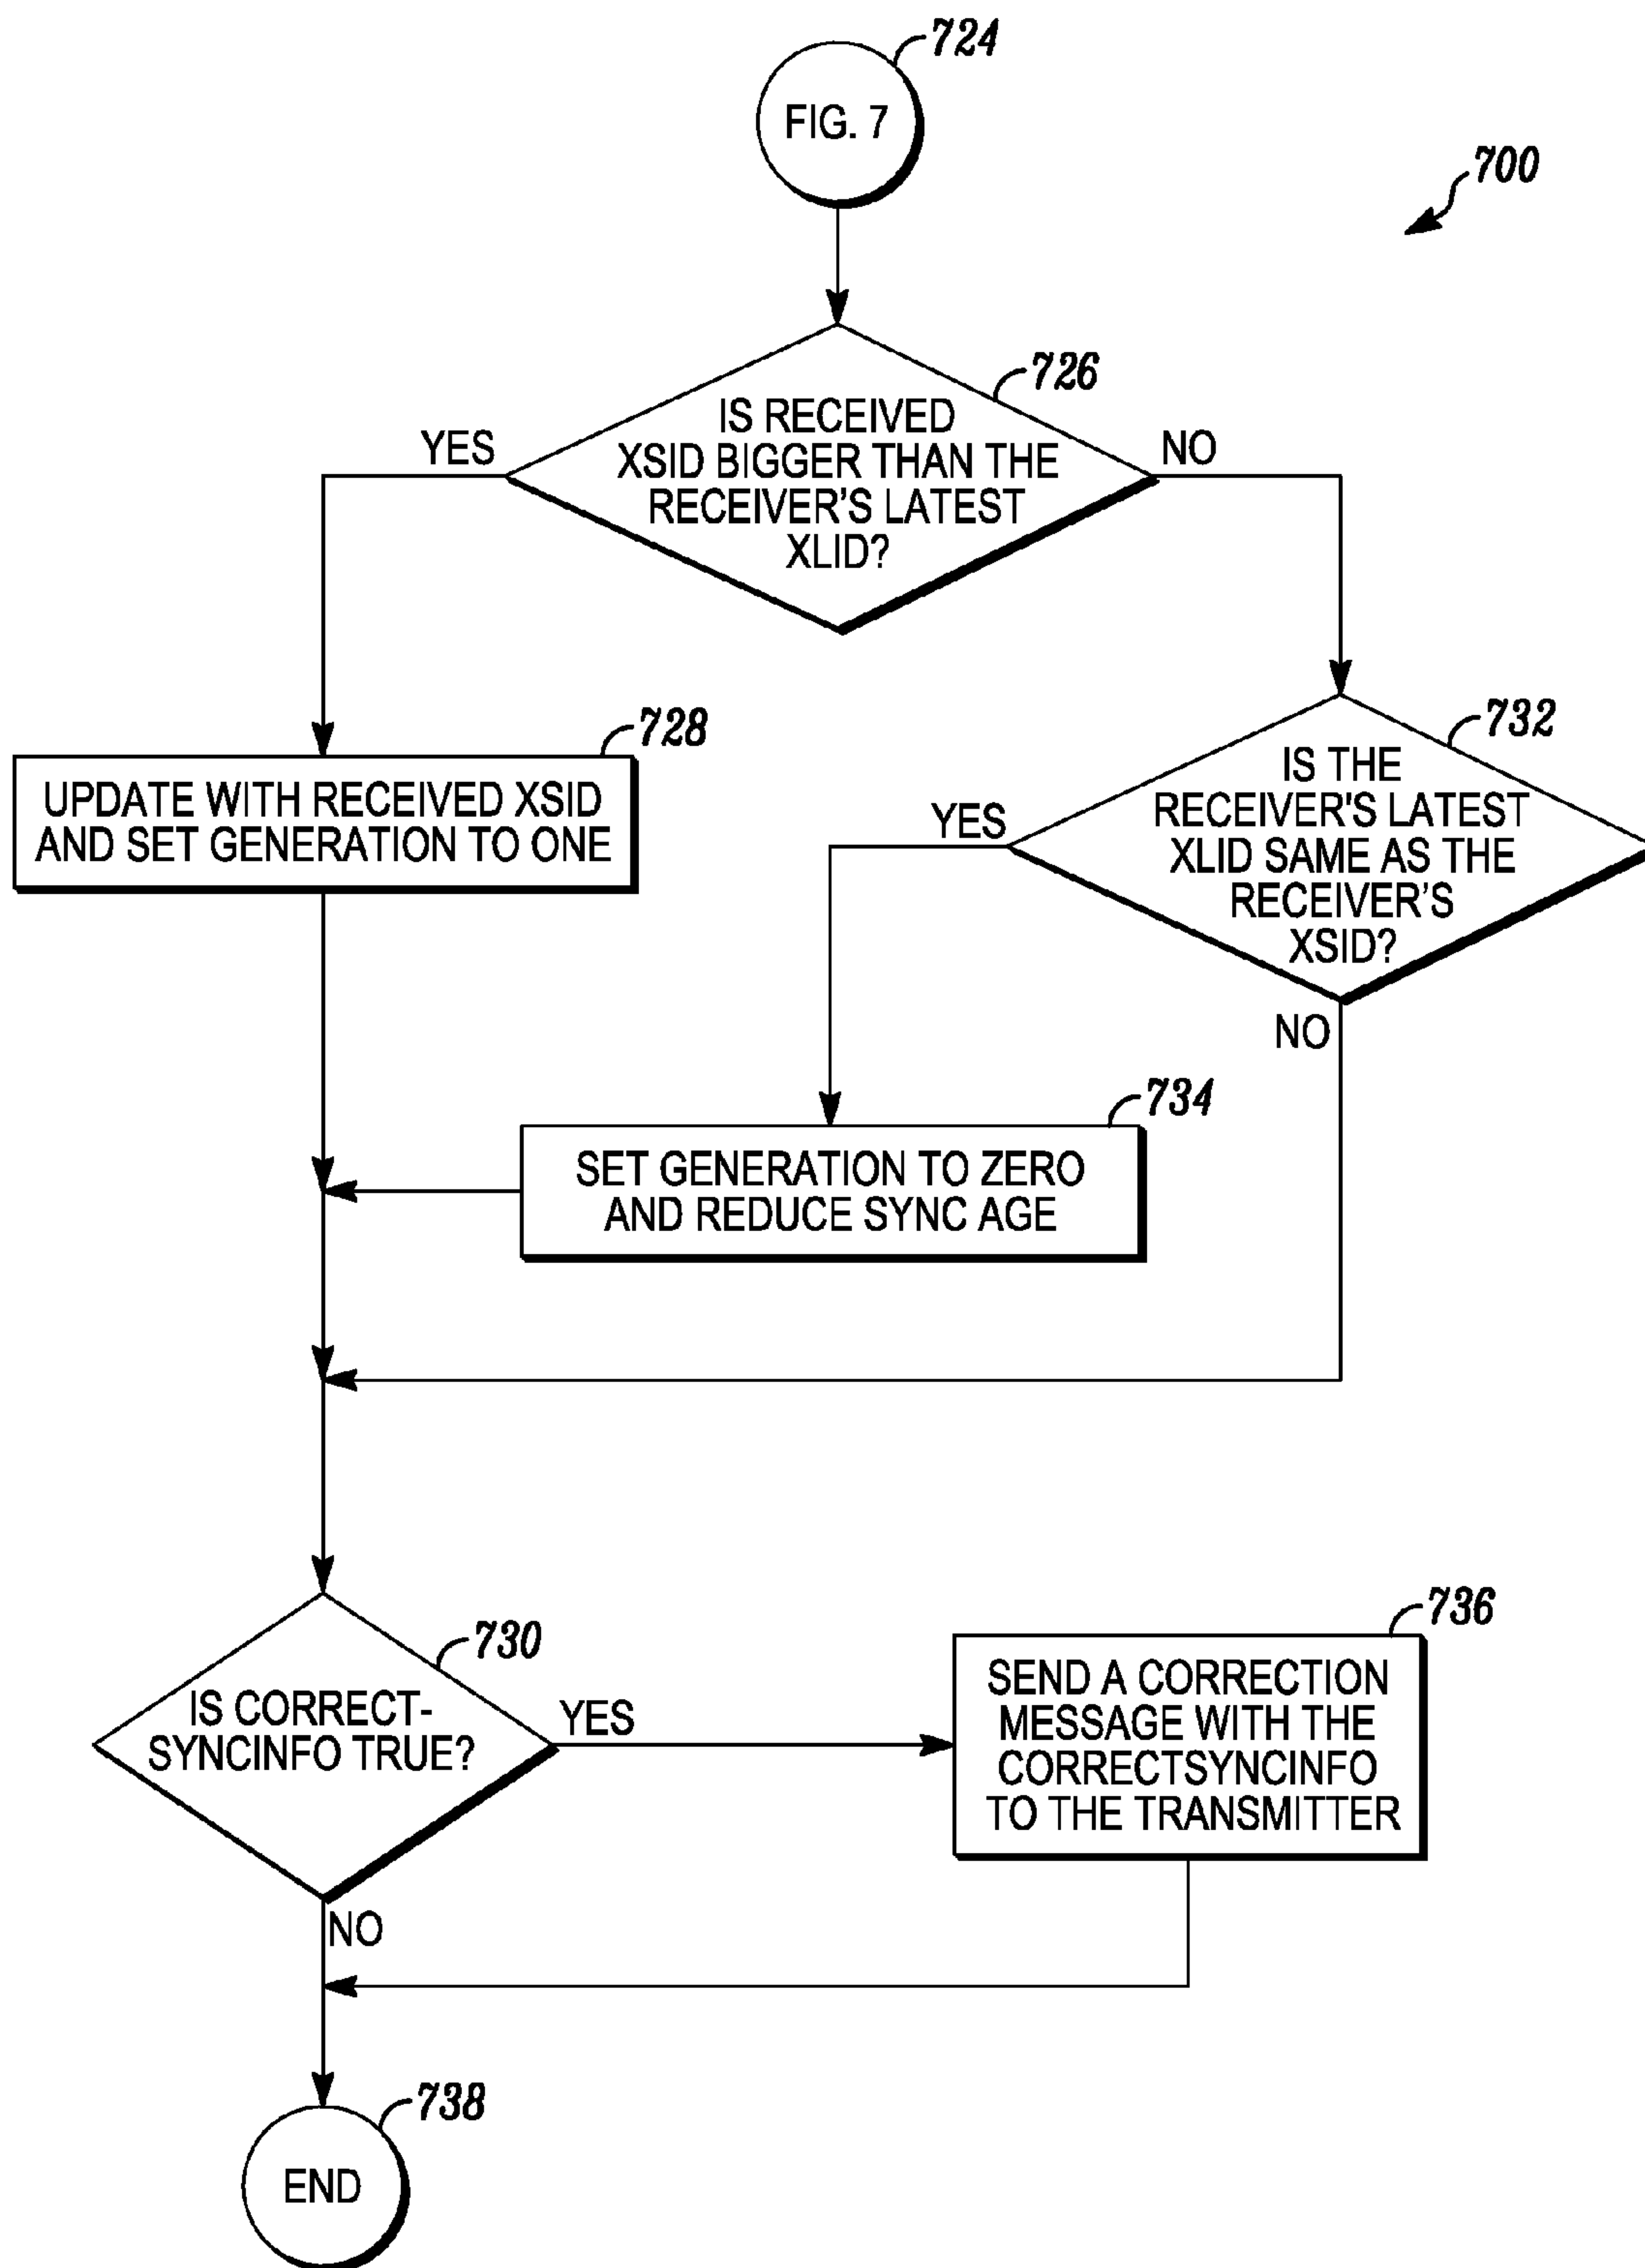 724
FIG. 7
700
726
IS RECEIVED
XSID BIGGER THAN THE
RECEIVER'S LATEST
XLID?
YES
NO
728
UPDATE WITH RECEIVED XSID
AND SET GENERATION TO ONE
732
IS THE
RECEIVER'S LATEST
XLID SAME AS THE
RECEIVER'S
XSID?
YES
NO
734
SET GENERATION TO ZERO
AND REDUCE SYNC AGE
730
IS CORRECT-
SYNCINFO TRUE?
YES
NO
736
SEND A CORRECTION
MESSAGE WITH THE
CORRECTSYNCINFO
TO THE TRANSMITTER
738
END